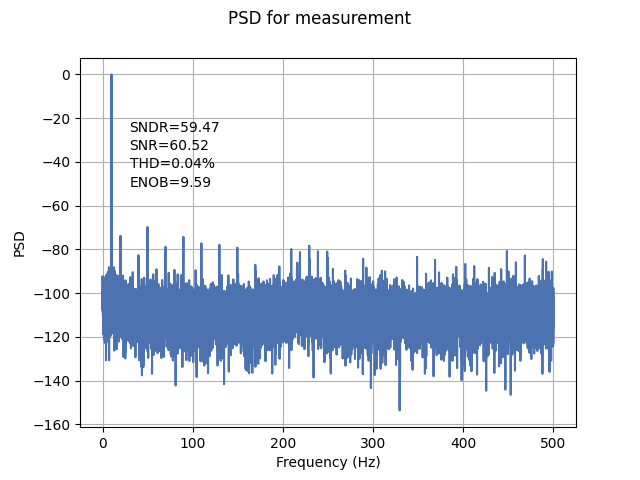 PSD for measurement
PSD
0
−20
−40
−60
−80
−100
−120
−140
−160
SNDR=59.47
SNR=60.52
THD=0.04%
ENOB=9.59
0 100 200 300 400 500
Frequency (Hz)